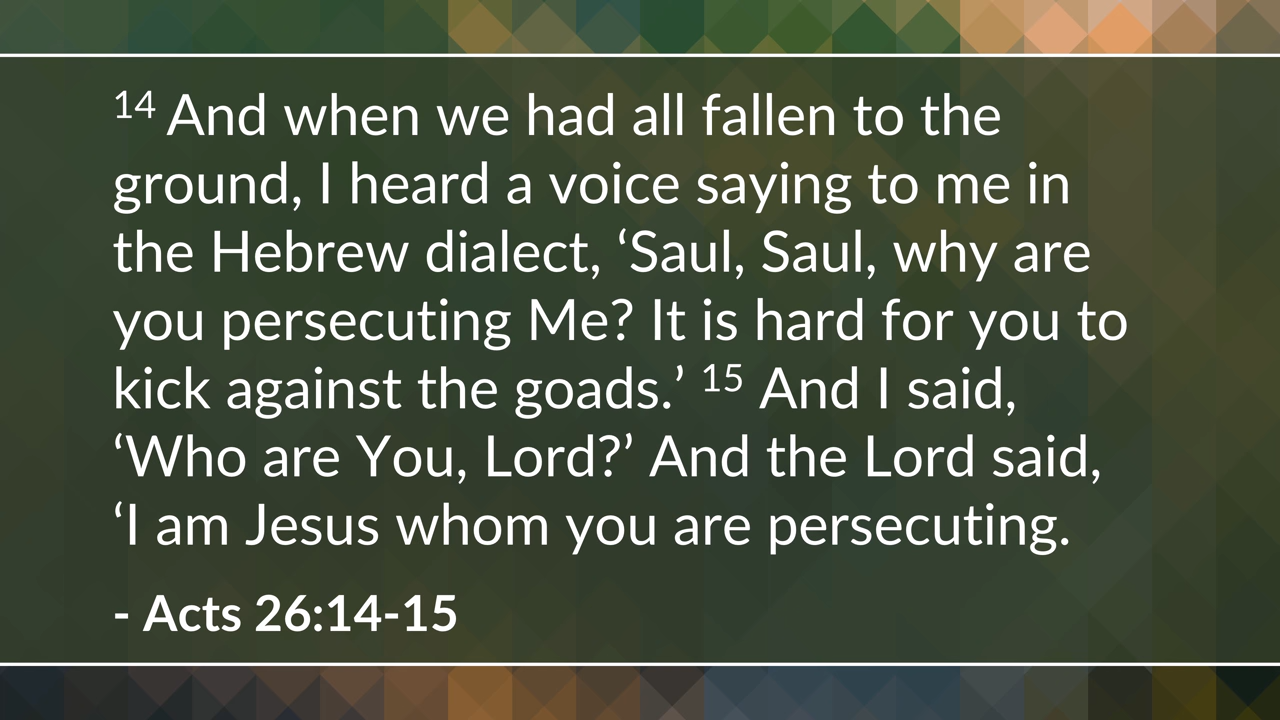 14 And when we had all fallen to the
ground, I heard a voice saying to me in
the Hebrew dialect, ‘Saul, Saul, why are
you persecuting Me? It is hard for you to
kick against the goads.’ 15 And I said,
‘Who are You, Lord?’ And the Lord said,
‘I am Jesus whom you are persecuting.
- Acts 26:14-15